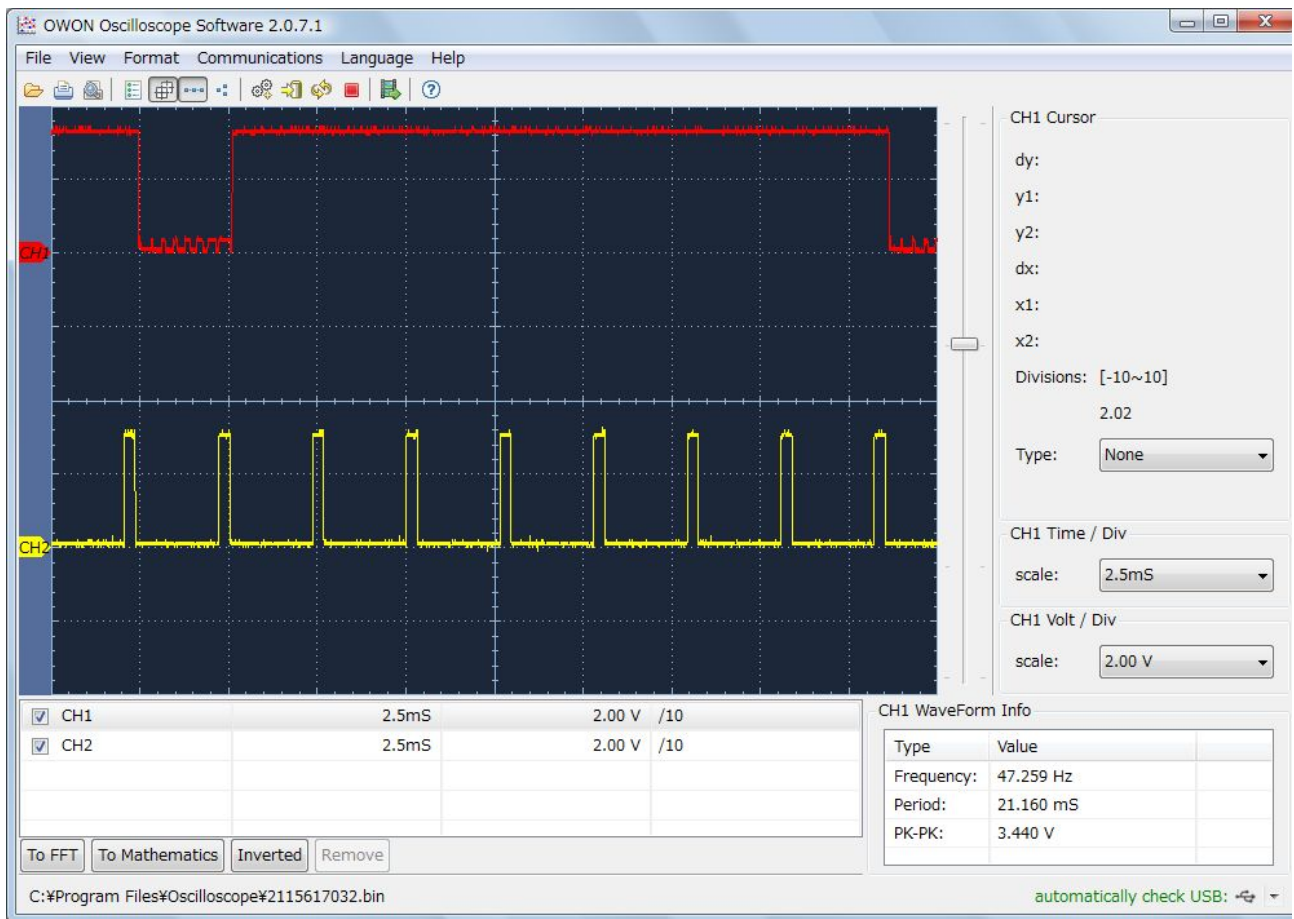 OWON Oscilloscope Software 2.0.7.1
File View Format Communications Language Help
CH1
CH2
CH1 Cursor
dy:
y1:
y2:
dx:
x1:
x2:
Divisions: [-10~10]
2.02
Type: None
CH1 Time / Div
scale: 2.5mS
CH1 Volt / Div
scale: 2.00 V
CH1 2.5mS 2.00 V /10
CH2 2.5mS 2.00 V /10
CH1 WaveForm Info
Type Value
Frequency: 47.259 Hz
Period: 21.160 mS
PK-PK: 3.440 V
To FFT To Mathematics Inverted Remove
C:¥Program Files¥Oscilloscope¥2115617032.bin
automatically check USB: